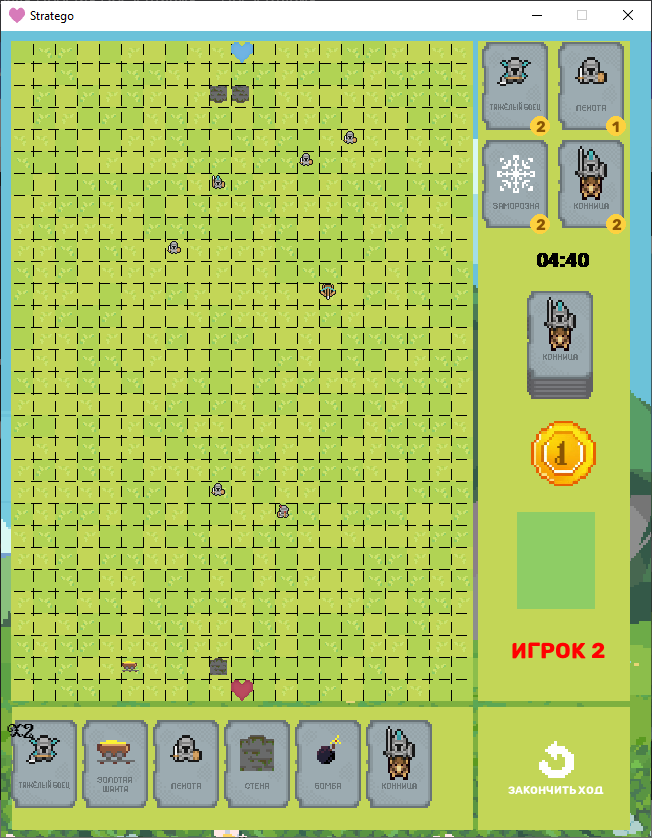 Stratego
ТЯЖЁЛЫЙ БОЕЦ
2
ПЕХОТА
1
ЗАМОРОЗКА
2
КОННИЦА
2
04:40
КОННИЦА
1
ИГРОК 2
X2
ТЯЖЁЛЫЙ БОЕЦ
ЗОЛОТАЯ
ШАХТА
ПЕХОТА
СТЕНА
БОМБА
КОННИЦА
ЗАКОНЧИТЬ ХОД